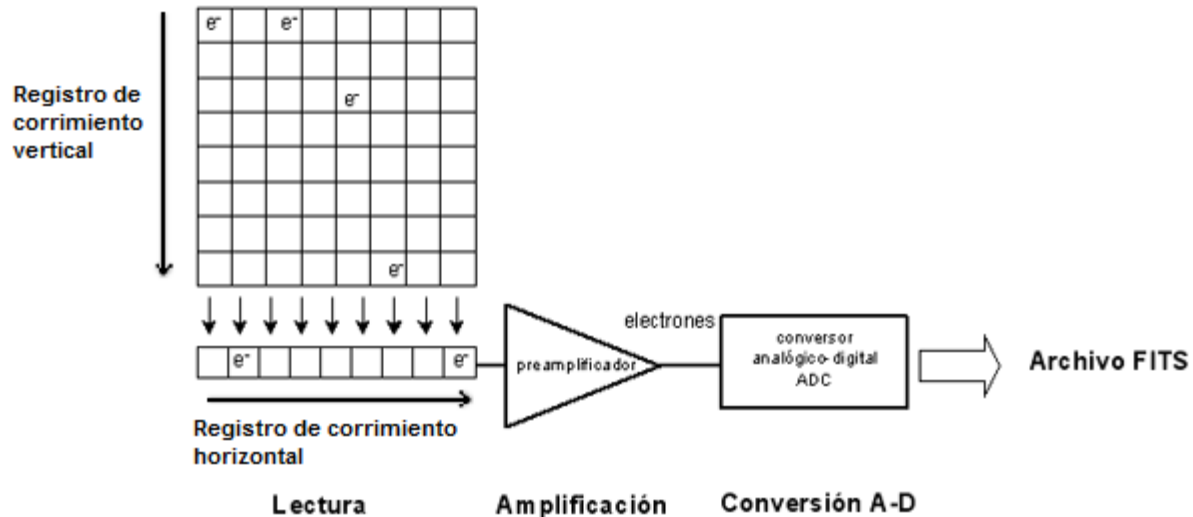 e⁻ e⁻
Registro de
corrimiento
vertical
e⁻
e⁻
electrones
conversor
analógico-digital
ADC
preamplificador
e⁻ e⁻
Archivo FITS
Registro de corrimiento
horizontal
Lectura Amplificación Conversión A-D